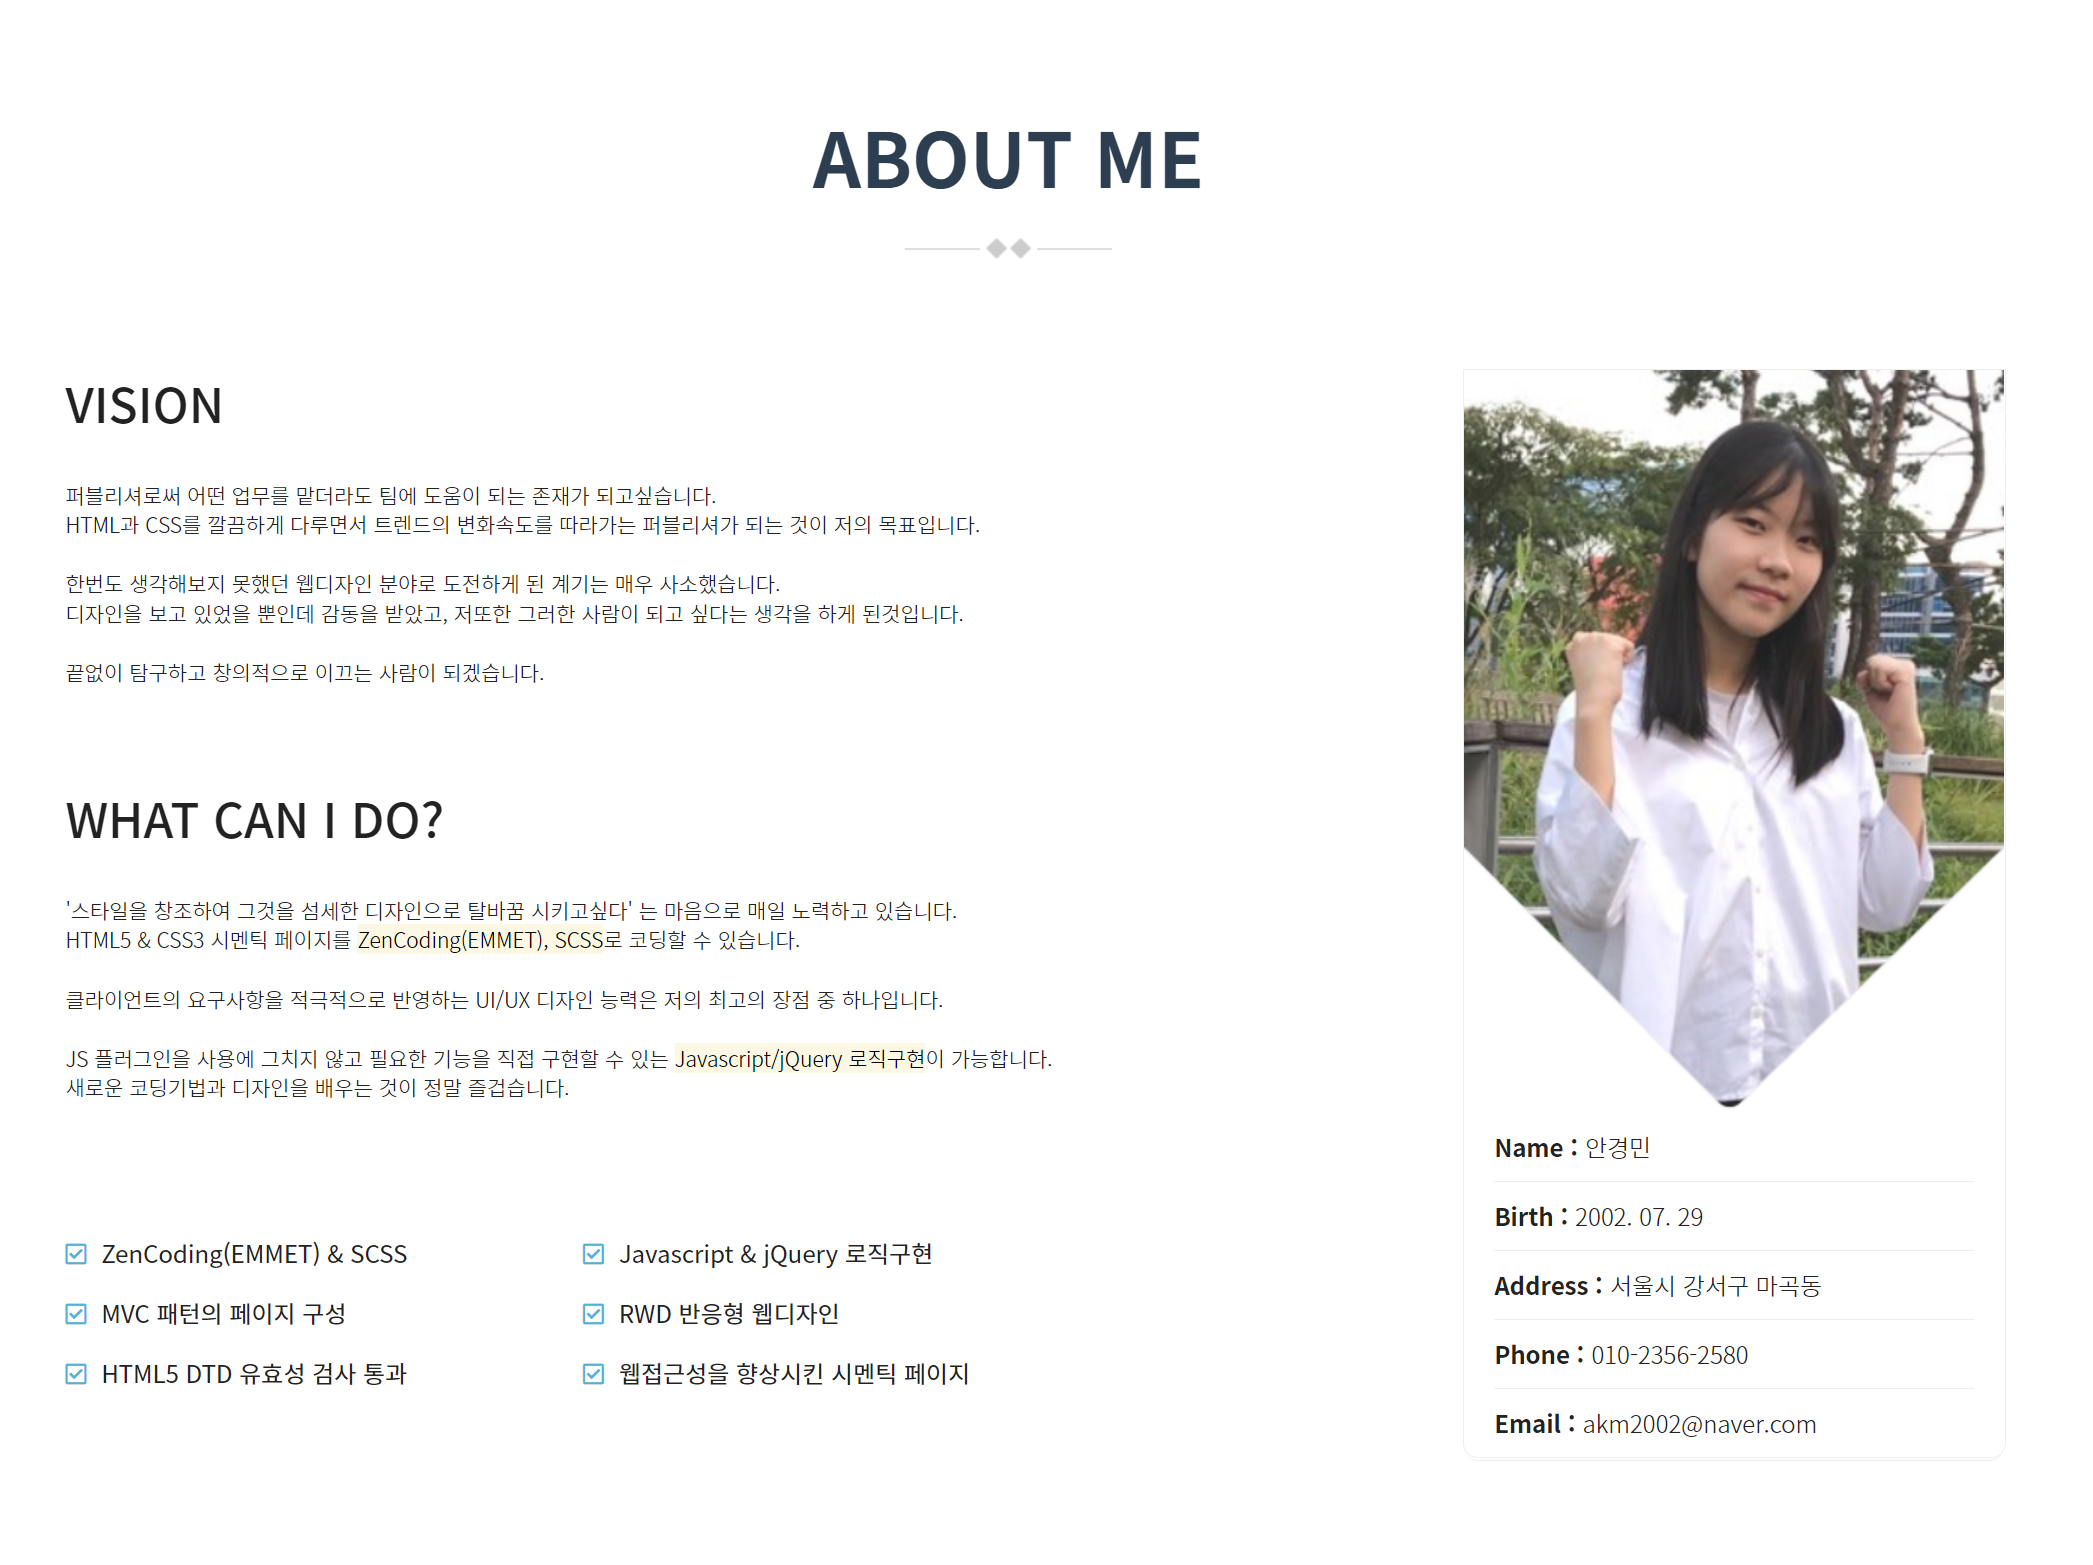 ABOUT ME
VISION
퍼블리셔로써 어떤 업무를 맡더라도 팀에 도움이 되는 존재가 되고싶습니다.
HTML과 CSS를 깔끔하게 다루면서 트렌드의 변화속도를 따라가는 퍼블리셔가 되는 것이 저의 목표입니다.
한번도 생각해보지 못했던 웹디자인 분야로 도전하게 된 계기는 매우 사소했습니다.
디자인을 보고 있었을 뿐인데 감동을 받았고, 저또한 그러한 사람이 되고 싶다는 생각을 하게 된것입니다.
끝없이 탐구하고 창의적으로 이끄는 사람이 되겠습니다.
WHAT CAN I DO?
'스타일을 창조하여 그것을 섬세한 디자인으로 탈바꿈 시키고싶다' 는 마음으로 매일 노력하고 있습니다.
HTML5 & CSS3 시멘틱 페이지를 ZenCoding(EMMET), SCSS로 코딩할 수 있습니다.
클라이언트의 요구사항을 적극적으로 반영하는 UI/UX 디자인 능력은 저의 최고의 장점 중 하나입니다.
JS 플러그인을 사용에 그치지 않고 필요한 기능을 직접 구현할 수 있는 Javascript/jQuery 로직구현이 가능합니다.
새로운 코딩기법과 디자인을 배우는 것이 정말 즐겁습니다.
ZenCoding(EMMET) & SCSS
Javascript & jQuery 로직구현
MVC 패턴의 페이지 구성
RWD 반응형 웹디자인
HTML5 DTD 유효성 검사 통과
웹접근성을 향상시킨 시멘틱 페이지
Name : 안경민
Birth : 2002. 07. 29
Address : 서울시 강서구 마곡동
Phone : 010-2356-2580
Email : akm2002@naver.com